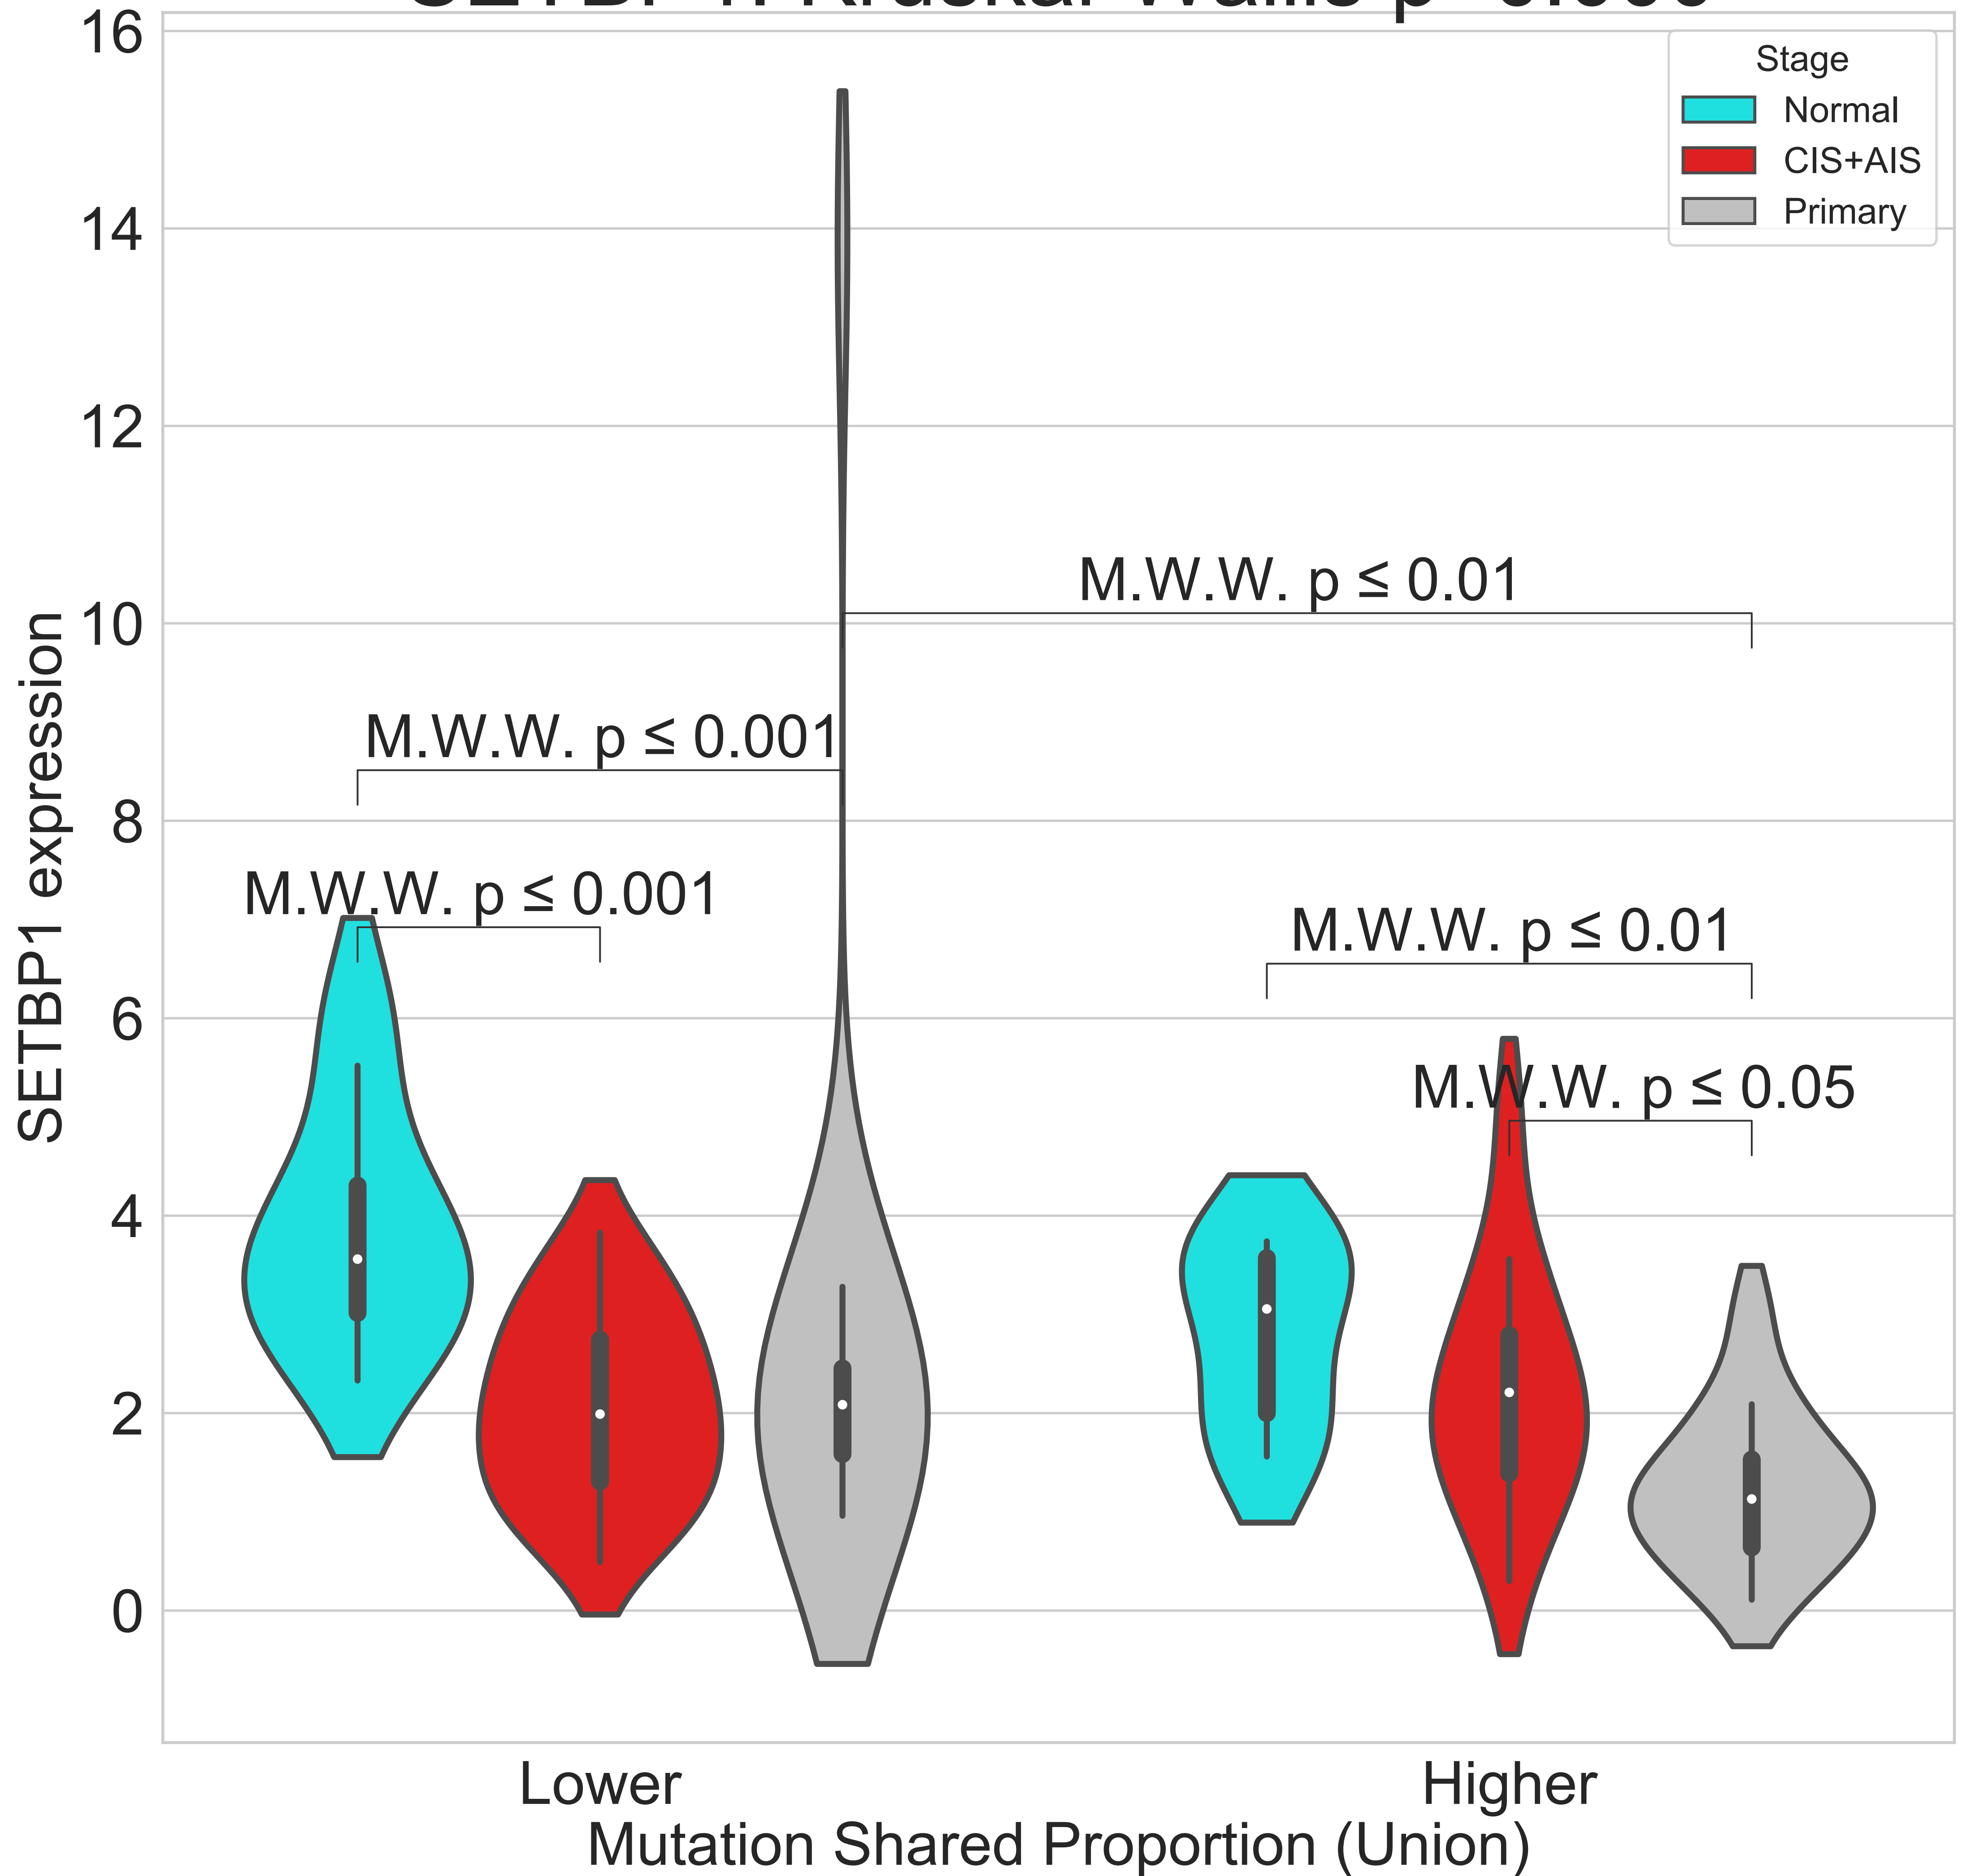 16
14
12
10
8
6
4
2
0
SETBP1 expression
Stage
Normal
CIS+AIS
Primary
M.W.W. p ≤ 0.01
M.W.W. p ≤ 0.001
M.W.W. p ≤ 0.001
M.W.W. p ≤ 0.01
M.W.W. p ≤ 0.05
Lower
Higher
Mutation Shared Proportion (Union)